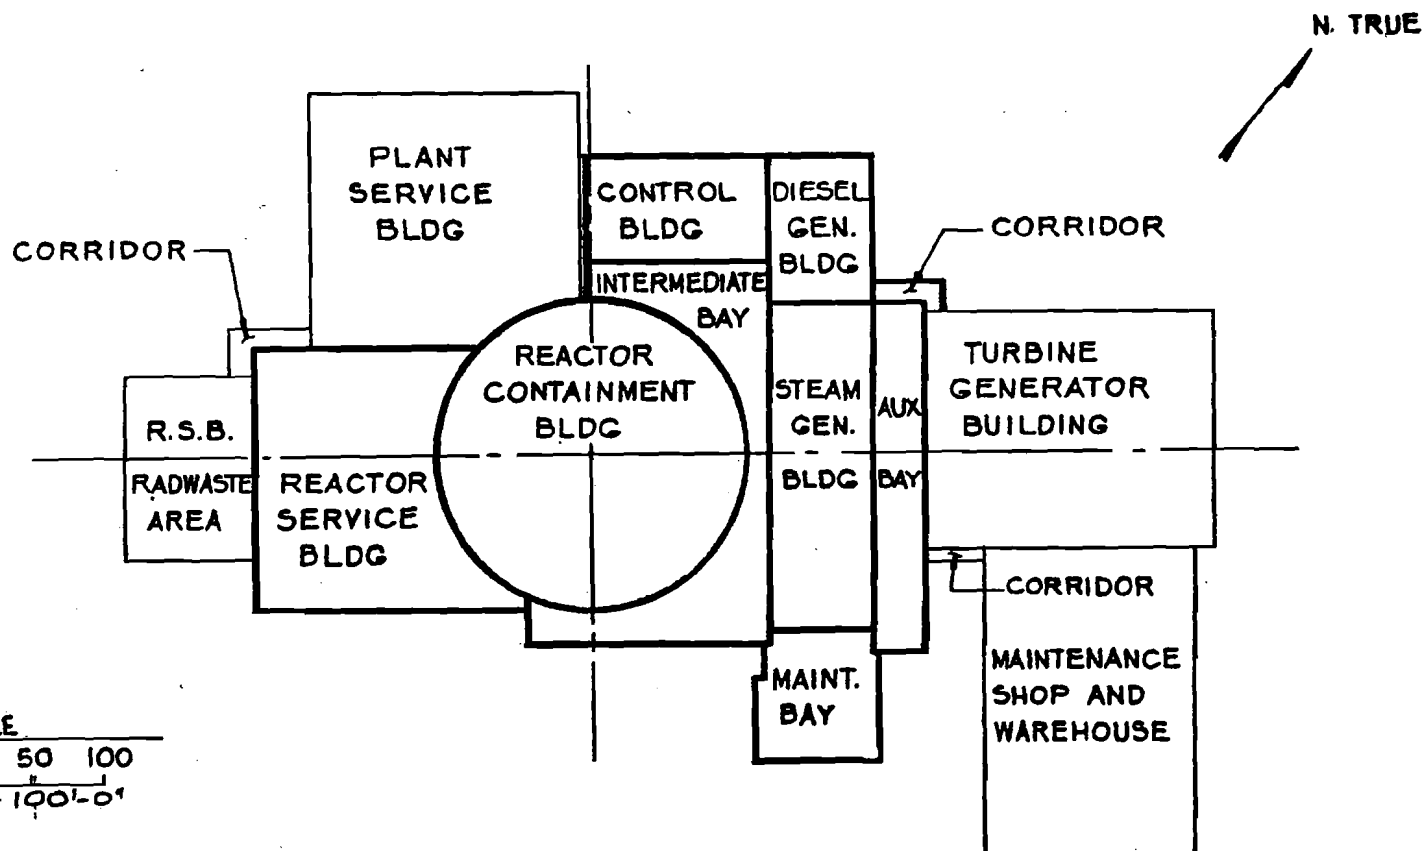 N. TRUE
PLANT
SERVICE
BLDG
CONTROL
BLDG
DIESEL
GEN.
BLDG
CORRIDOR
CORRIDOR
INTERMEDIATE
BAY
REACTOR
CONTAINMENT
BLDG
STEAM
GEN.
BLDG
AUX
BAY
TURBINE
GENERATOR
BUILDING
R.S.B.
RADWASTE
AREA
REACTOR
SERVICE
BLDG
CORRIDOR
MAINT.
BAY
MAINTENANCE
SHOP AND
WAREHOUSE
50 100
100'-0"